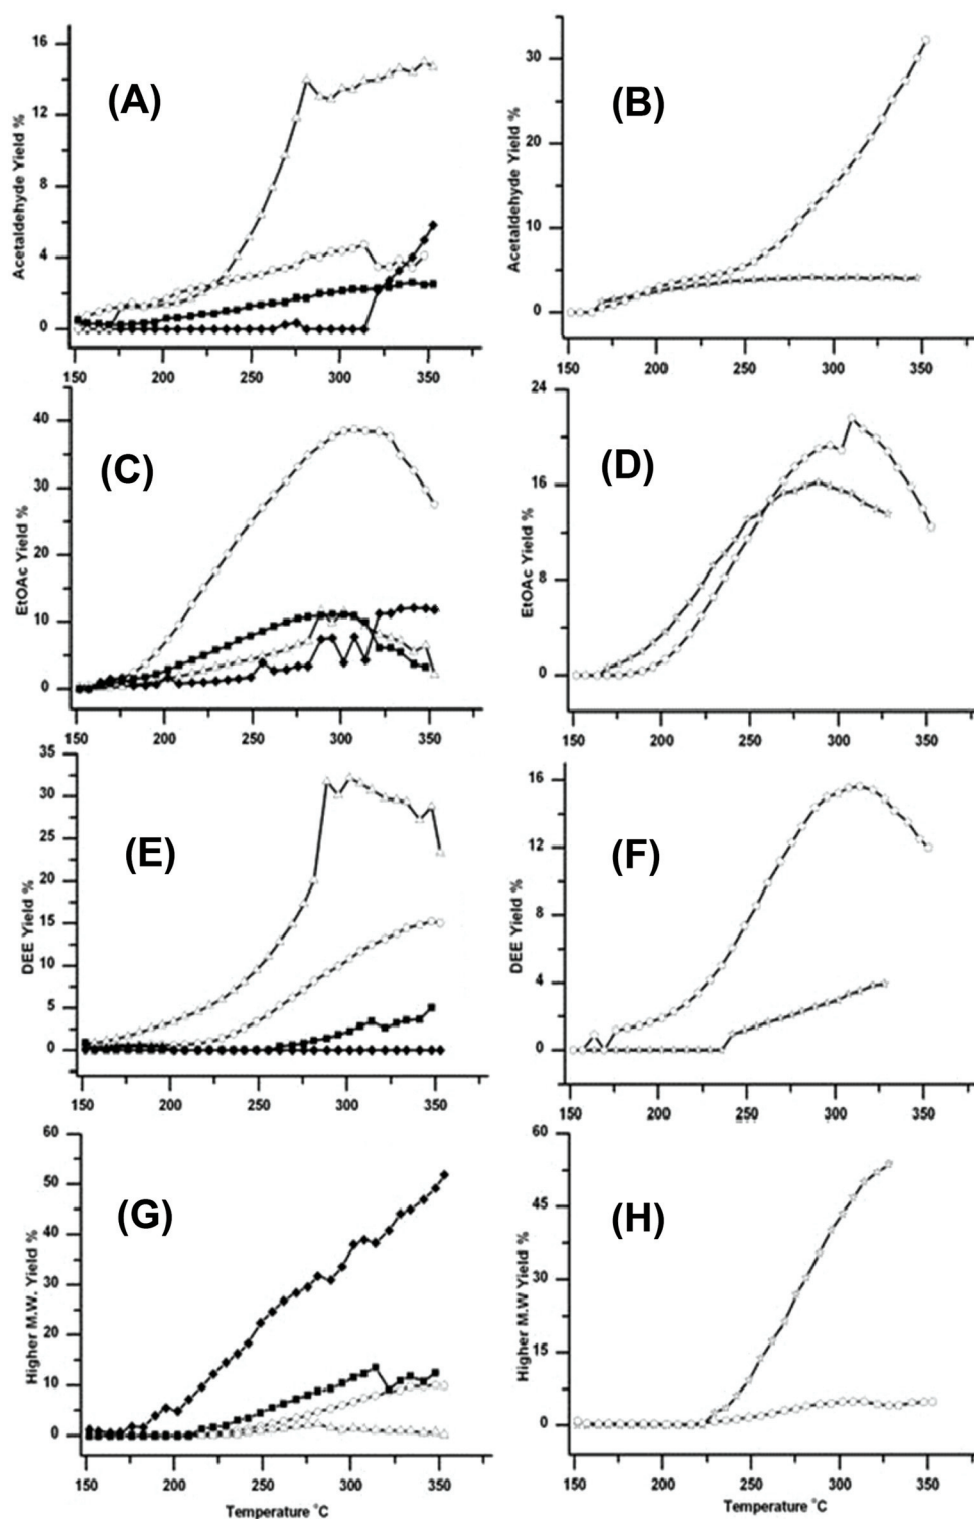 (A)
Acetaldehyde Yield %
16
12
8
4
0
150 200 250 300 350
(B)
Acetaldehyde Yield %
30
20
10
0
150 200 250 300 350
(C)
EtOAc Yield %
40
30
20
10
0
150 200 250 300 350
(D)
EtOAc Yield %
24
16
8
0
150 200 250 300 350
(E)
DEE Yield %
35
30
25
20
15
10
5
0
150 200 250 300 350
(F)
DEE Yield %
16
12
8
4
0
150 200 250 300 350
(G)
Higher M.W. Yield %
60
50
40
30
20
10
0
150 200 250 300 350
Temperature °C
(H)
Higher M.W Yield %
60
45
30
15
0
150 200 250 300 350
Temperature °C